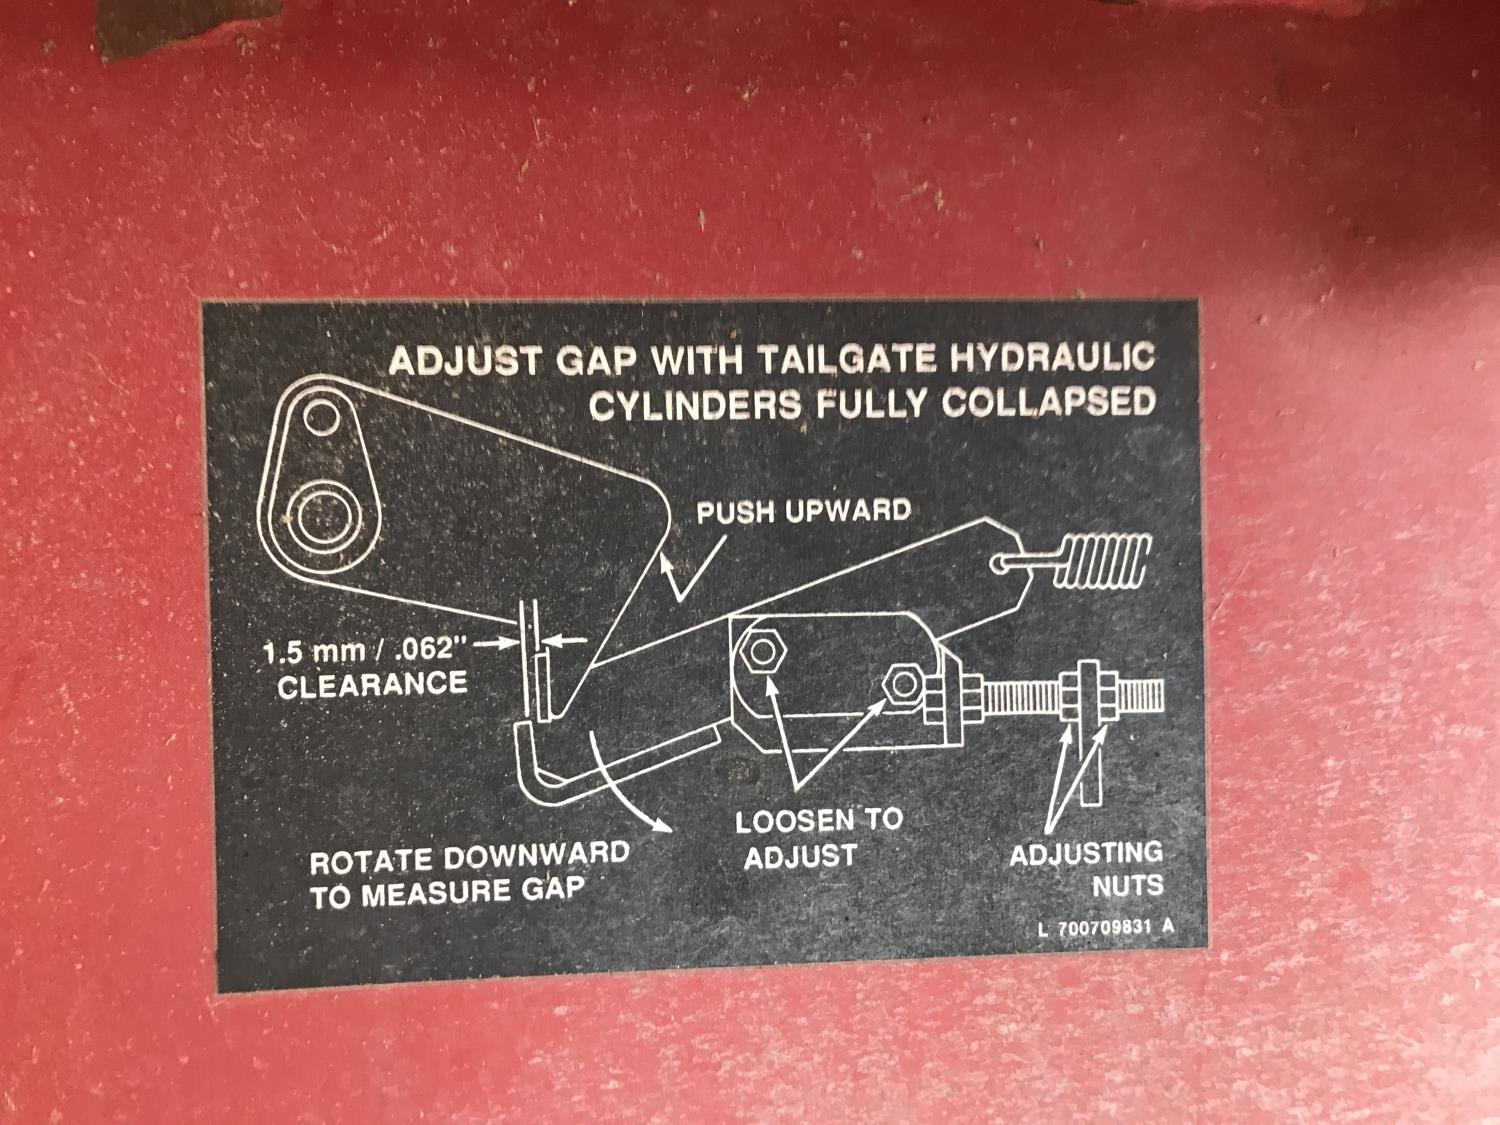 ADJUST GAP WITH TAILGATE HYDRAULIC
CYLINDERS FULLY COLLAPSED
PUSH UPWARD
1.5 mm / .062"
CLEARANCE
LOOSEN TO
ADJUST
ROTATE DOWNWARD
TO MEASURE GAP
ADJUSTING
NUTS
L 700709831 A